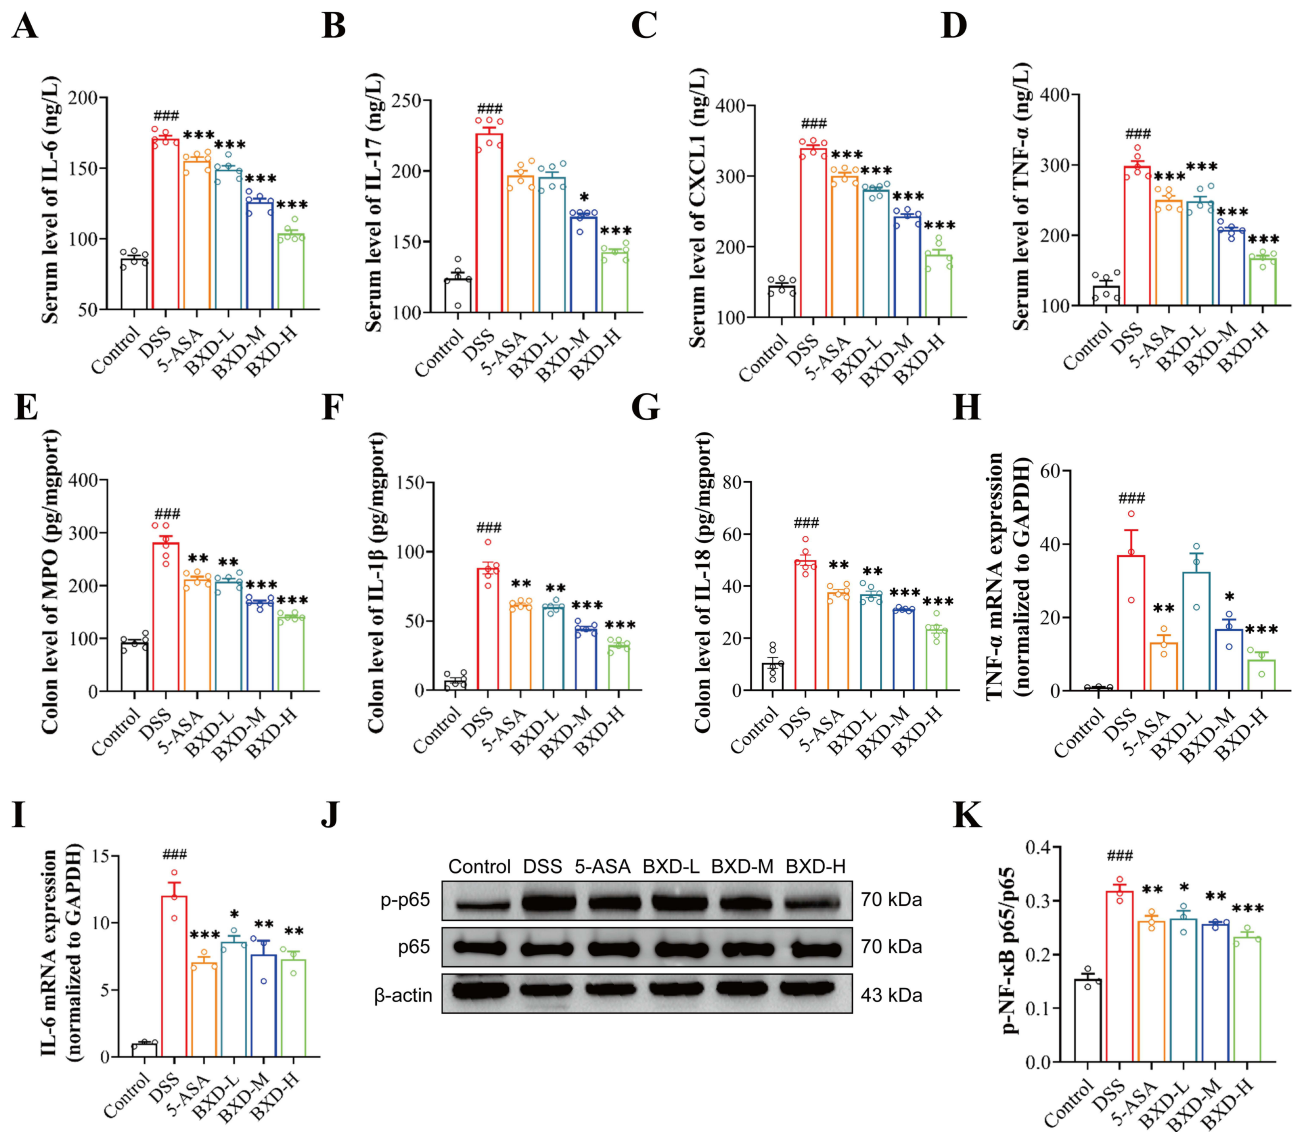 A
B
C
D
Serum level of IL-6 (ng/L)
200
150
100
50
###
***
***
***
***
Control
DSS
5-ASA
BXD-L
BXD-M
BXD-H
Serum level of IL-17 (ng/L)
250
200
150
100
###
*
***
Control
DSS
5-ASA
BXD-L
BXD-M
BXD-H
Serum level of CXCL1 (ng/L)
400
300
200
100
###
***
***
***
***
Control
DSS
5-ASA
BXD-L
BXD-M
BXD-H
Serum level of TNF-α (ng/L)
400
300
200
100
###
***
***
***
***
Control
DSS
5-ASA
BXD-L
BXD-M
BXD-H
E
F
G
H
Colon level of MPO (pg/mgport)
400
300
200
100
0
###
**
**
***
***
Control
DSS
5-ASA
BXD-L
BXD-M
BXD-H
Colon level of IL-1β (pg/mgport)
150
100
50
0
###
**
**
***
***
Control
DSS
5-ASA
BXD-L
BXD-M
BXD-H
Colon level of IL-18 (pg/mgport)
80
60
40
20
0
###
**
**
***
***
Control
DSS
5-ASA
BXD-L
BXD-M
BXD-H
TNF-α mRNA expression
(normalized to GAPDH)
60
40
20
0
###
**
*
***
Control
DSS
5-ASA
BXD-L
BXD-M
BXD-H
I
J
K
IL-6 mRNA expression
(normalized to GAPDH)
15
10
5
0
###
***
*
**
**
Control
DSS
5-ASA
BXD-L
BXD-M
BXD-H
Control DSS 5-ASA BXD-L BXD-M BXD-H
p-p65 70 kDa
p65 70 kDa
β-actin 43 kDa
p-NF-κB p65/p65
0.4
0.3
0.2
0.1
0.0
###
**
*
**
***
Control
DSS
5-ASA
BXD-L
BXD-M
BXD-H